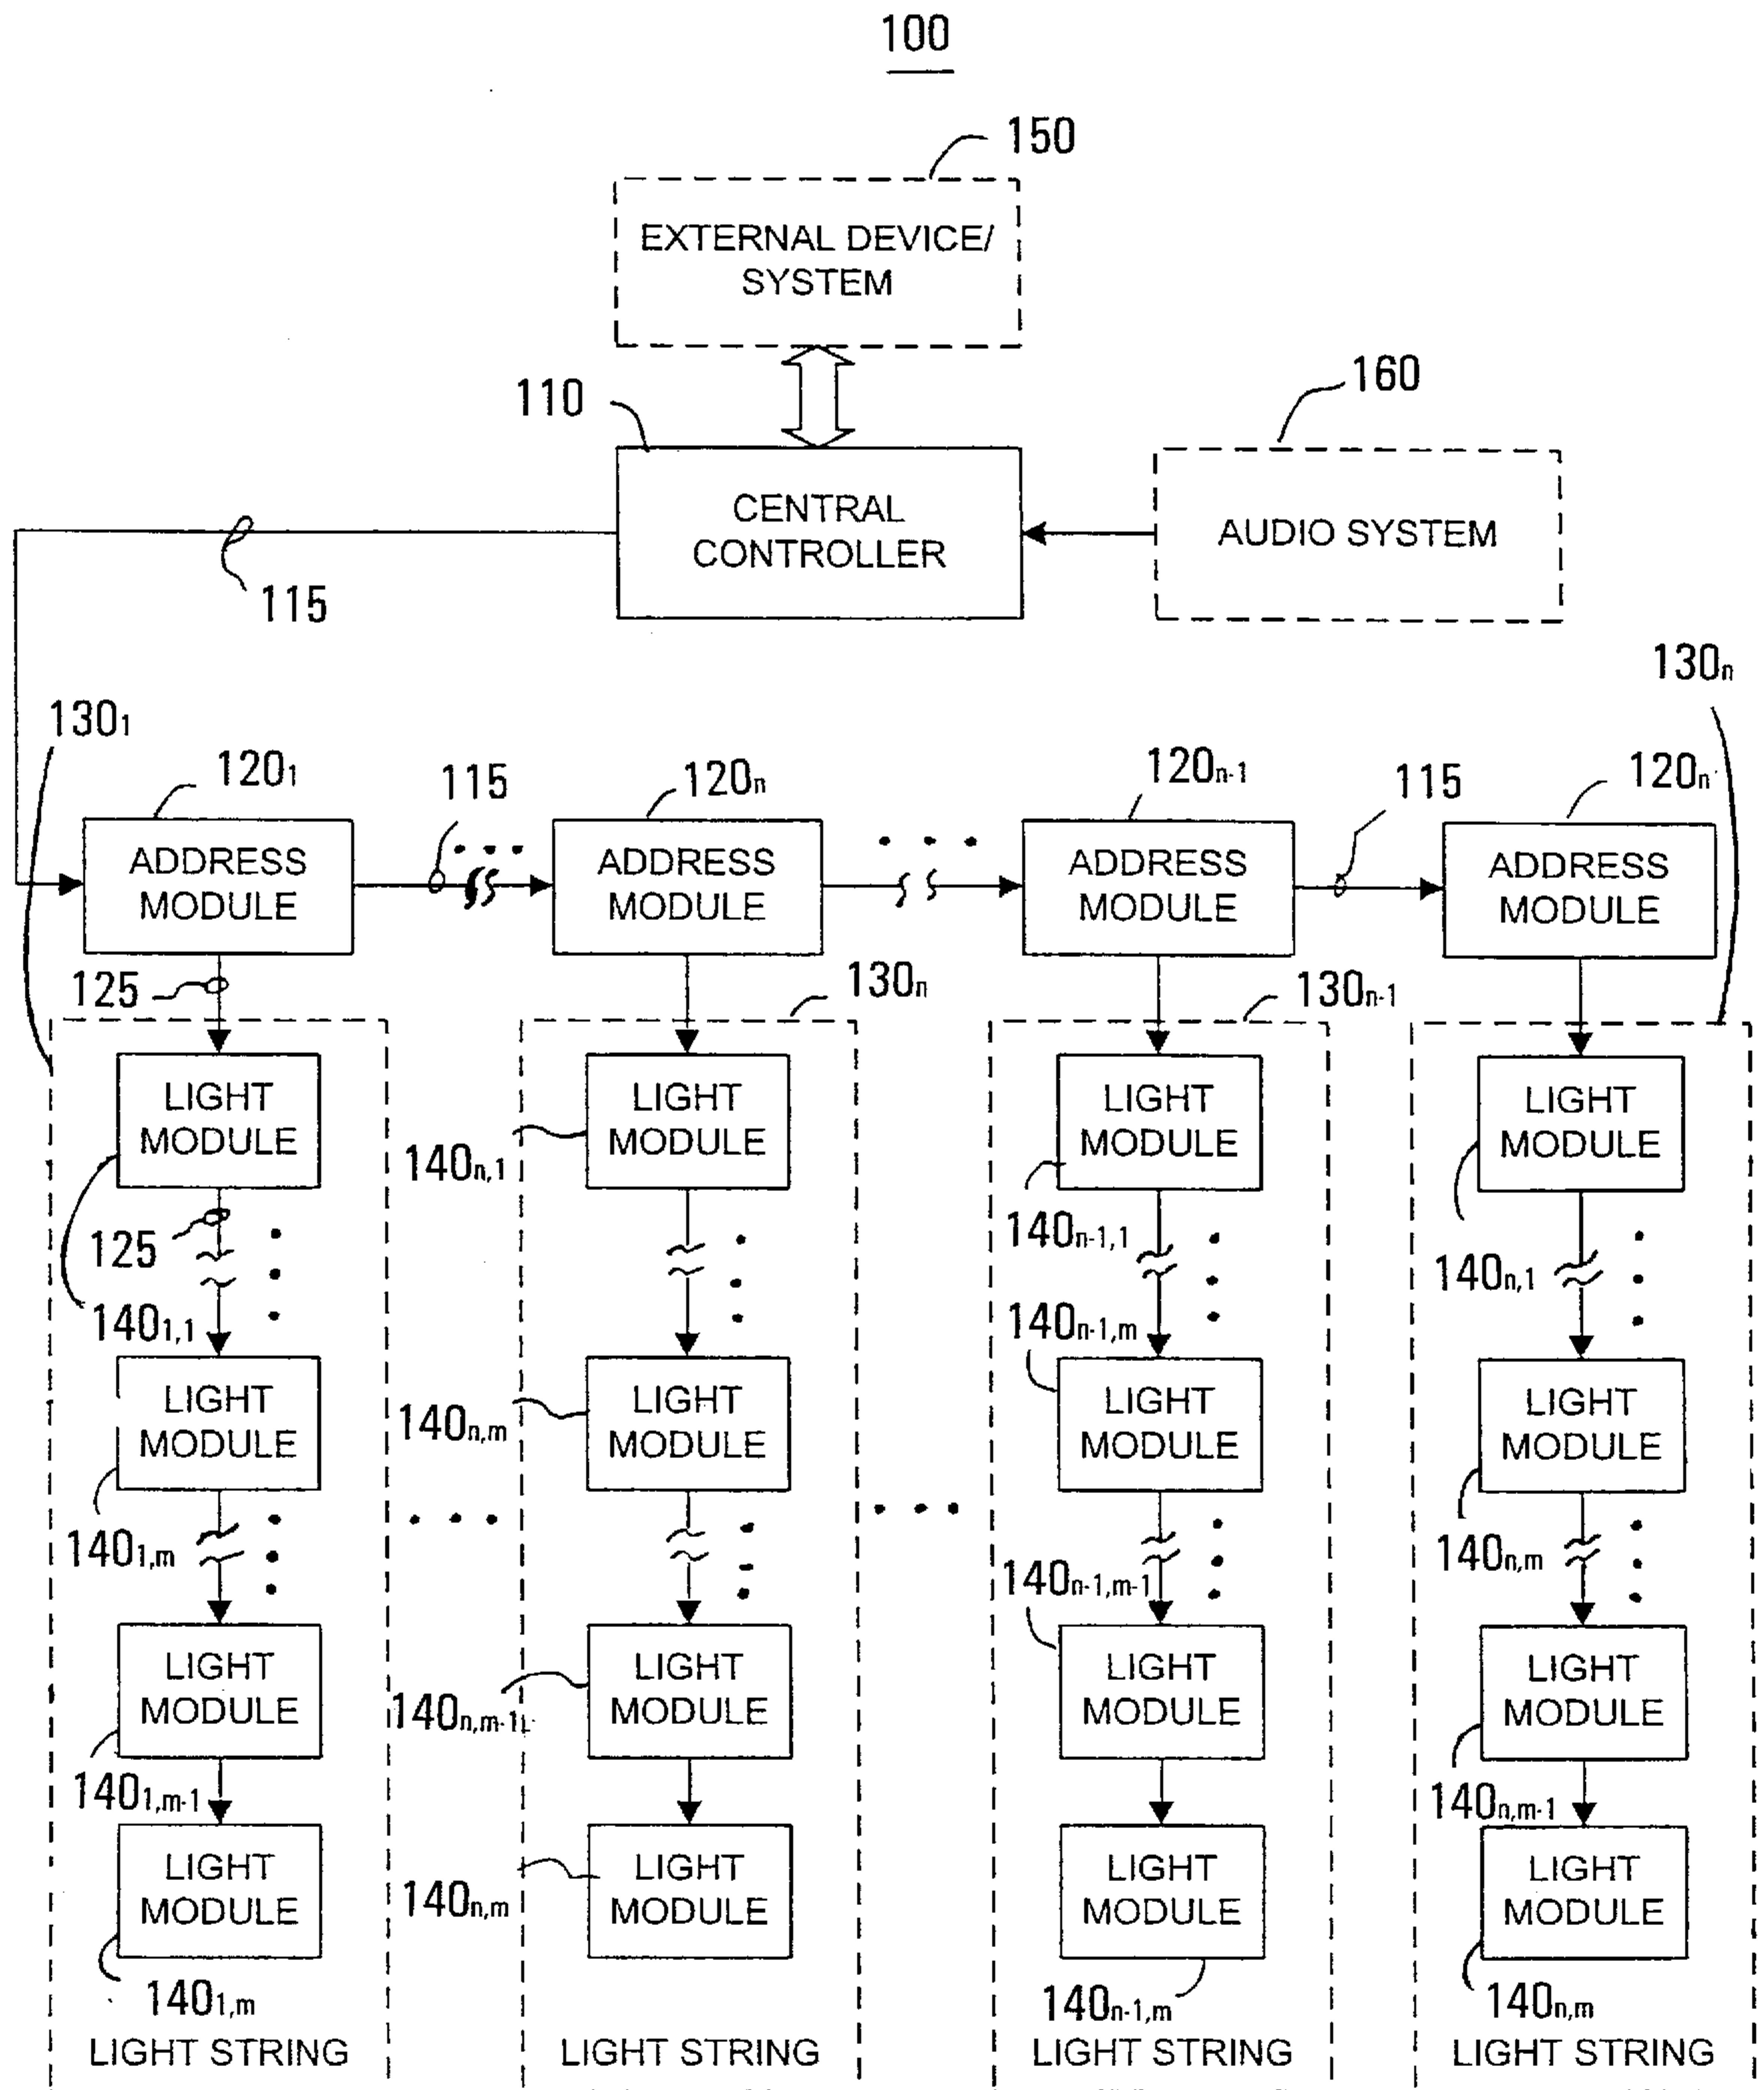 100
150
EXTERNAL DEVICE/
SYSTEM
110
160
CENTRAL
CONTROLLER
AUDIO SYSTEM
115
130n
130₁
120₁
115
120n
120n-1
115
120n
ADDRESS
MODULE
ADDRESS
MODULE
ADDRESS
MODULE
ADDRESS
MODULE
125
130n
130n-1
LIGHT
MODULE
LIGHT
MODULE
LIGHT
MODULE
LIGHT
MODULE
140n,1
125
140n-1,1
140n,1
140₁,₁
140n-1,m
LIGHT
MODULE
LIGHT
MODULE
LIGHT
MODULE
LIGHT
MODULE
140n,m
140₁,m
140n-1,m-1
140n,m
LIGHT
MODULE
LIGHT
MODULE
LIGHT
MODULE
LIGHT
MODULE
140n,m-1
140₁,m-1
140n,m-1
LIGHT
MODULE
LIGHT
MODULE
LIGHT
MODULE
LIGHT
MODULE
140n,m
140₁,m
140n-1,m
140n,m
LIGHT STRING
LIGHT STRING
LIGHT STRING
LIGHT STRING